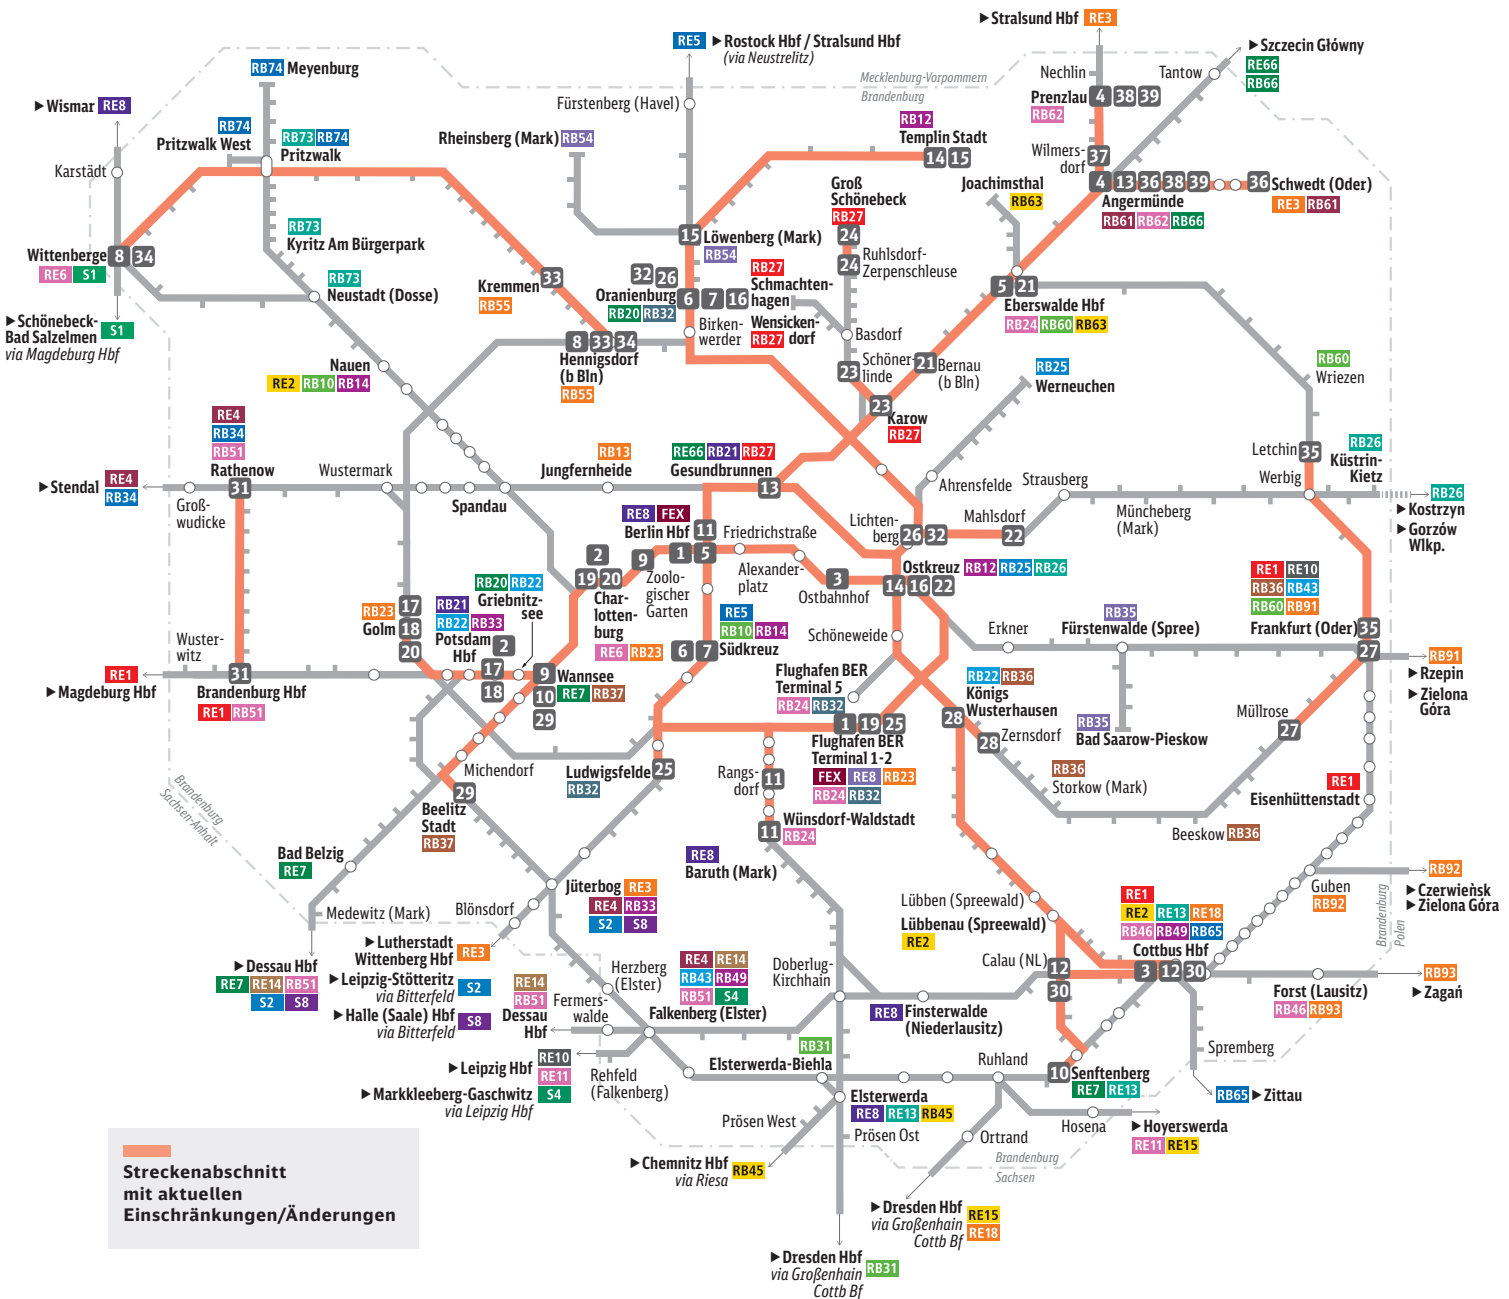 Stralsund Hbf RE3
RE5 Rostock Hbf / Stralsund Hbf
(via Neustrelitz)
Szczecin Główny
RE66
RB66
RB74 Meyenburg
Nechlin
Tantow
Mecklenburg-Vorpommern
Brandenburg
Wismar RE8
Fürstenberg (Havel)
Prenzlau 4 38 39
RB62
RB74
Pritzwalk West
RB73 RB74
Pritzwalk
Rheinsberg (Mark) RB54
RB12
Templin Stadt
14 15
Wilmers-
dorf
37
Karstädt
Groß
Schönebeck
RB27
24
Joachimsthal
RB63
4 13 36 38 39
Angermünde
RB61 RB62 RB66
36 Schwedt (Oder)
RE3 RB61
RB73
Kyritz Am Bürgerpark
15 Löwenberg (Mark)
RB54
24 Ruhlsdorf-
Zerpenschleuse
Wittenberge 8 34
RE6 S1
RB73
Neustadt (Dosse)
Kremmen 33
RB55
32 26
Oranienburg 6 7 16
RB20 RB32
RB27
Schmachten-
hagen
Wensicken-
dorf
RB27
5 21
Eberswalde Hbf
RB24 RB60 RB63
Schönebeck-
Bad Salzelmen S1
via Magdeburg Hbf
8 33 34
Hennigsdorf
(b Bln)
RB55
Birken-
werder
Basdorf
Schöner-
linde
23
21 Bernau
(b Bln)
RB25
Werneuchen
RB60
Wriezen
Nauen
RE2 RB10 RB14
23
Karow
RB27
RE4
RB34
RB51
Rathenow
31
Wustermark
Spandau
RB13
Jungfernheide
RE66 RB21 RB27
Gesundbrunnen
13
Ahrensfelde
Strausberg
Letchin 35
Werbig
RB26
Küstrin-
Kietz
RB26
Kostrzyn
Gorzów
Wlkp.
Stendal RE4
RB34
Groß-
wudicke
RE8 FEX
Berlin Hbf 11
Friedrichstraße
Lichten-
berg
26 32
Mahlsdorf
22
Müncheberg
(Mark)
2
19 20
Char-
lotten-
burg
RE6 RB23
9
Zoolo-
gischer
Garten
1 5
Alexander-
platz
3
Ostbahnhof
Ostkreuz RB12 RB25 RB26
14 16 22
RE1 RE10
RB36 RB43
RB60 RB91
Frankfurt (Oder) 35
27
RB23 17
Golm 18
20
RB21
RB22 RB33
Potsdam
Hbf
2
17
18
RB20 RB22
Griebnitz-
see
9 Wannsee
10 RE7 RB37
29
RE5
RB10 RB14
6 7 Südkreuz
Schöneweide
Erkner
RB35
Fürstenwalde (Spree)
RB91
Rzepin
Zielona
Góra
Wuster-
witz
RE1
Magdeburg Hbf
31
Brandenburg Hbf
RE1 RB51
Flughafen BER
Terminal 5
RB24 RB32
RB22 RB36
Königs
Wusterhausen
28
28 Zernsdorf
RB35
Bad Saarow-Pieskow
Müllrose
27
1 19 25
Flughafen BER
Terminal 1-2
FEX RE8 RB23
RB24 RB32
Michendorf
Ludwigsfelde 25
RB32
Rangs-
dorf
11
RB36
Storkow (Mark)
RE1
Eisenhüttenstadt
Brandenburg
Sachsen-Anhalt
29
Beelitz
Stadt
RB37
11
Wünsdorf-Waldstadt
RB24
Beeskow RB36
Bad Belzig
RE7
RE8
Baruth (Mark)
RB92
Guben
RB92
Czerwieńsk
Zielona Góra
Medewitz (Mark)
Blönsdorf
Jüterbog RE3
RE4 RB33
S2 S8
Lübben (Spreewald)
Lübbenau (Spreewald)
RE2
RE1
RE2 RE13 RE18
RB46 RB49 RB65
Cottbus Hbf
3 12 30
Brandenburg
Polen
Dessau Hbf
RE7 RE14 RB51
S2 S8
Lutherstadt
Wittenberg Hbf RE3
Leipzig-Stötteritz
via Bitterfeld S2
Halle (Saale) Hbf
via Bitterfeld S8
Herzberg
(Elster)
RE14
RB51
Dessau
Hbf
Fermers-
walde
RE4 RE14
RB43 RB49
RB51 S4
Falkenberg (Elster)
Doberlug-
Kirchhain
Calau (NL) 12
30
RE8 Finsterwalde
(Niederlausitz)
Forst (Lausitz)
RB46 RB93
RB93
Żagań
Leipzig Hbf RE10
RE11
Markkleeberg-Gaschwitz S4
via Leipzig Hbf
Rehfeld
(Falkenberg)
RB31
Elsterwerda-Biehla
Ruhland
10 Senftenberg
RE7 RE13
Spremberg
RB65 Zittau
Elsterwerda
RE8 RE13 RB45
Prösen West
Prösen Ost
Ortrand
Hosena
Hoyerswerda
RE11 RE15
Brandenburg
Sachsen
Chemnitz Hbf RB45
via Riesa
Dresden Hbf RE15
via Großenhain RE18
Cottb Bf
Dresden Hbf
via Großenhain RB31
Cottb Bf
Streckenabschnitt
mit aktuellen
Einschränkungen/Änderungen